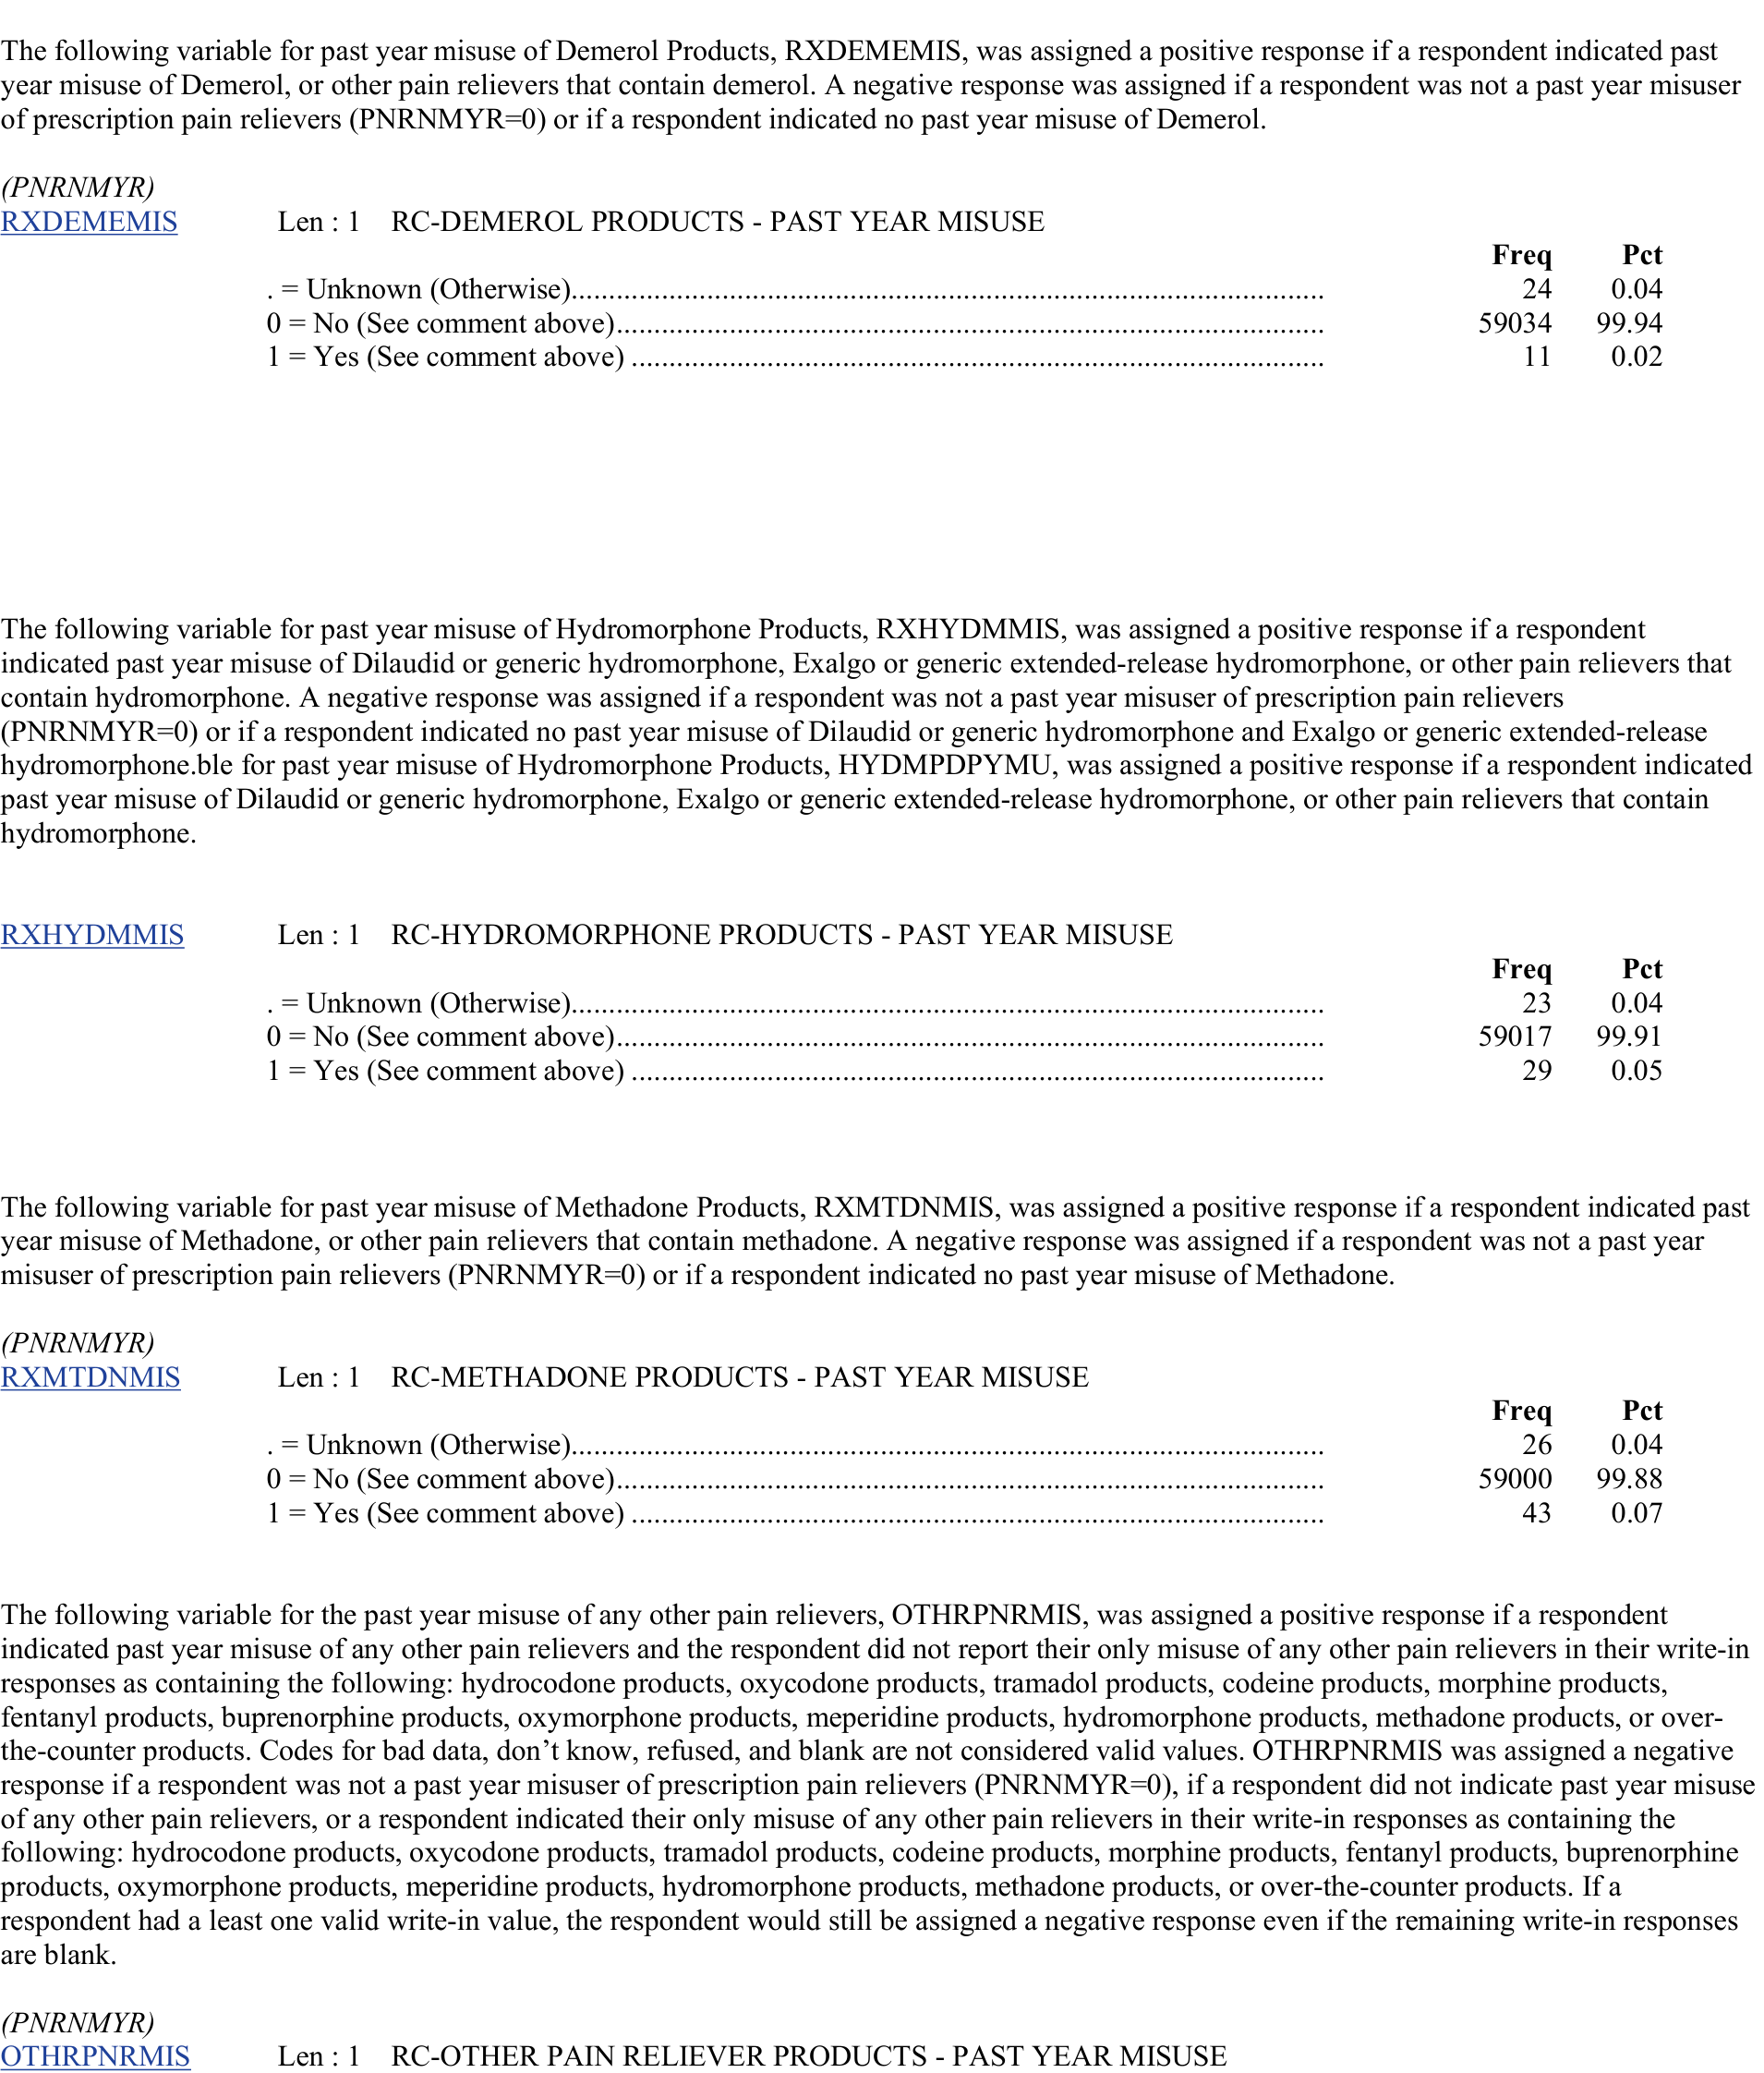 The following variable for past year misuse of Demerol Products, RXDEMEMIS, was assigned a positive response if a respondent indicated past
year misuse of Demerol, or other pain relievers that contain demerol. A negative response was assigned if a respondent was not a past year misuser
of prescription pain relievers (PNRNMYR=0) or if a respondent indicated no past year misuse of Demerol.
(PNRNMYR)
RXDEMEMIS Len : 1 RC-DEMEROL PRODUCTS - PAST YEAR MISUSE
Freq Pct
. = Unknown (Otherwise).................................................................................................... 24 0.04
0 = No (See comment above)............................................................................................. 59034 99.94
1 = Yes (See comment above) ........................................................................................... 11 0.02
The following variable for past year misuse of Hydromorphone Products, RXHYDMMIS, was assigned a positive response if a respondent
indicated past year misuse of Dilaudid or generic hydromorphone, Exalgo or generic extended-release hydromorphone, or other pain relievers that
contain hydromorphone. A negative response was assigned if a respondent was not a past year misuser of prescription pain relievers
(PNRNMYR=0) or if a respondent indicated no past year misuse of Dilaudid or generic hydromorphone and Exalgo or generic extended-release
hydromorphone.ble for past year misuse of Hydromorphone Products, HYDMPDPYMU, was assigned a positive response if a respondent indicated
past year misuse of Dilaudid or generic hydromorphone, Exalgo or generic extended-release hydromorphone, or other pain relievers that contain
hydromorphone.
RXHYDMMIS Len : 1 RC-HYDROMORPHONE PRODUCTS - PAST YEAR MISUSE
Freq Pct
. = Unknown (Otherwise).................................................................................................... 23 0.04
0 = No (See comment above)............................................................................................. 59017 99.91
1 = Yes (See comment above) ........................................................................................... 29 0.05
The following variable for past year misuse of Methadone Products, RXMTDNMIS, was assigned a positive response if a respondent indicated past
year misuse of Methadone, or other pain relievers that contain methadone. A negative response was assigned if a respondent was not a past year
misuser of prescription pain relievers (PNRNMYR=0) or if a respondent indicated no past year misuse of Methadone.
(PNRNMYR)
RXMTDNMIS Len : 1 RC-METHADONE PRODUCTS - PAST YEAR MISUSE
Freq Pct
. = Unknown (Otherwise).................................................................................................... 26 0.04
0 = No (See comment above)............................................................................................. 59000 99.88
1 = Yes (See comment above) ........................................................................................... 43 0.07
The following variable for the past year misuse of any other pain relievers, OTHRPNRMIS, was assigned a positive response if a respondent
indicated past year misuse of any other pain relievers and the respondent did not report their only misuse of any other pain relievers in their write-in
responses as containing the following: hydrocodone products, oxycodone products, tramadol products, codeine products, morphine products,
fentanyl products, buprenorphine products, oxymorphone products, meperidine products, hydromorphone products, methadone products, or over-
the-counter products. Codes for bad data, don’t know, refused, and blank are not considered valid values. OTHRPNRMIS was assigned a negative
response if a respondent was not a past year misuser of prescription pain relievers (PNRNMYR=0), if a respondent did not indicate past year misuse
of any other pain relievers, or a respondent indicated their only misuse of any other pain relievers in their write-in responses as containing the
following: hydrocodone products, oxycodone products, tramadol products, codeine products, morphine products, fentanyl products, buprenorphine
products, oxymorphone products, meperidine products, hydromorphone products, methadone products, or over-the-counter products. If a
respondent had a least one valid write-in value, the respondent would still be assigned a negative response even if the remaining write-in responses
are blank.
(PNRNMYR)
OTHRPNRMIS Len : 1 RC-OTHER PAIN RELIEVER PRODUCTS - PAST YEAR MISUSE